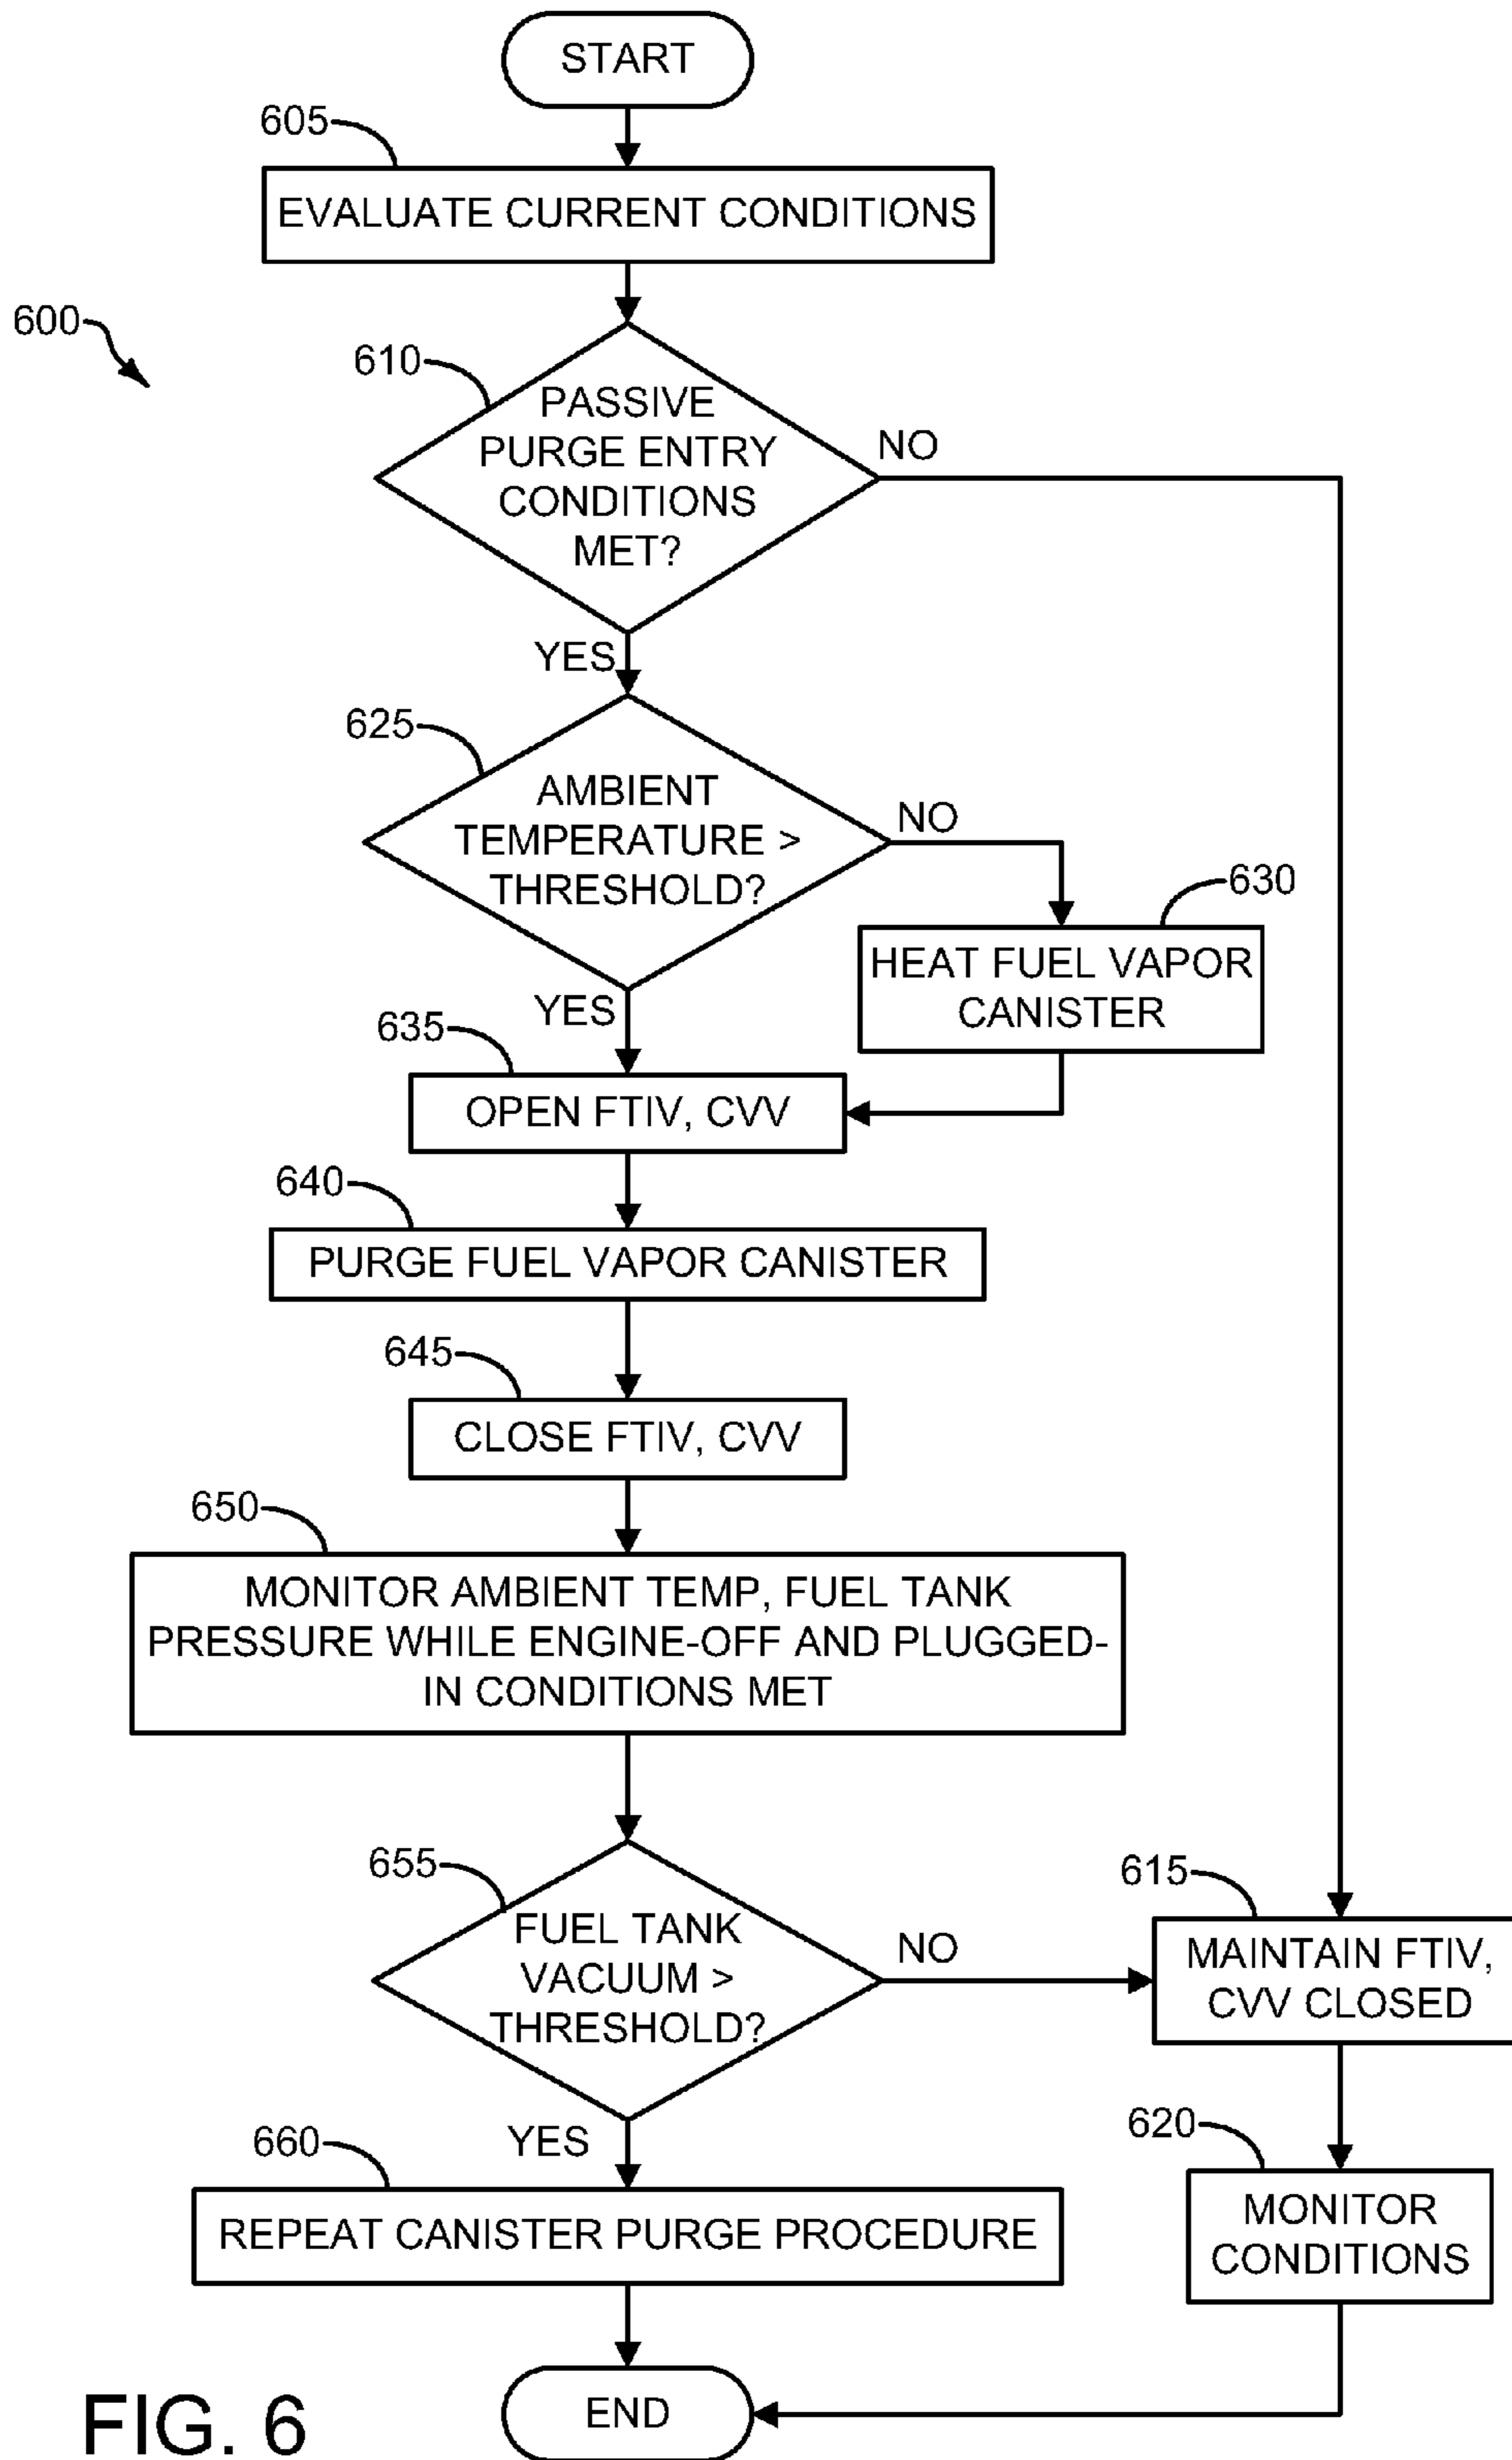 START
605
EVALUATE CURRENT CONDITIONS
600
610
PASSIVE
PURGE ENTRY
CONDITIONS
MET?
NO
YES
625
AMBIENT
TEMPERATURE >
THRESHOLD?
NO
630
HEAT FUEL VAPOR
CANISTER
YES
635
OPEN FTIV, CVV
640
PURGE FUEL VAPOR CANISTER
645
CLOSE FTIV, CVV
650
MONITOR AMBIENT TEMP, FUEL TANK
PRESSURE WHILE ENGINE-OFF AND PLUGGED-
IN CONDITIONS MET
655
FUEL TANK
VACUUM >
THRESHOLD?
NO
615
MAINTAIN FTIV,
CVV CLOSED
YES
620
MONITOR
CONDITIONS
660
REPEAT CANISTER PURGE PROCEDURE
END
FIG. 6